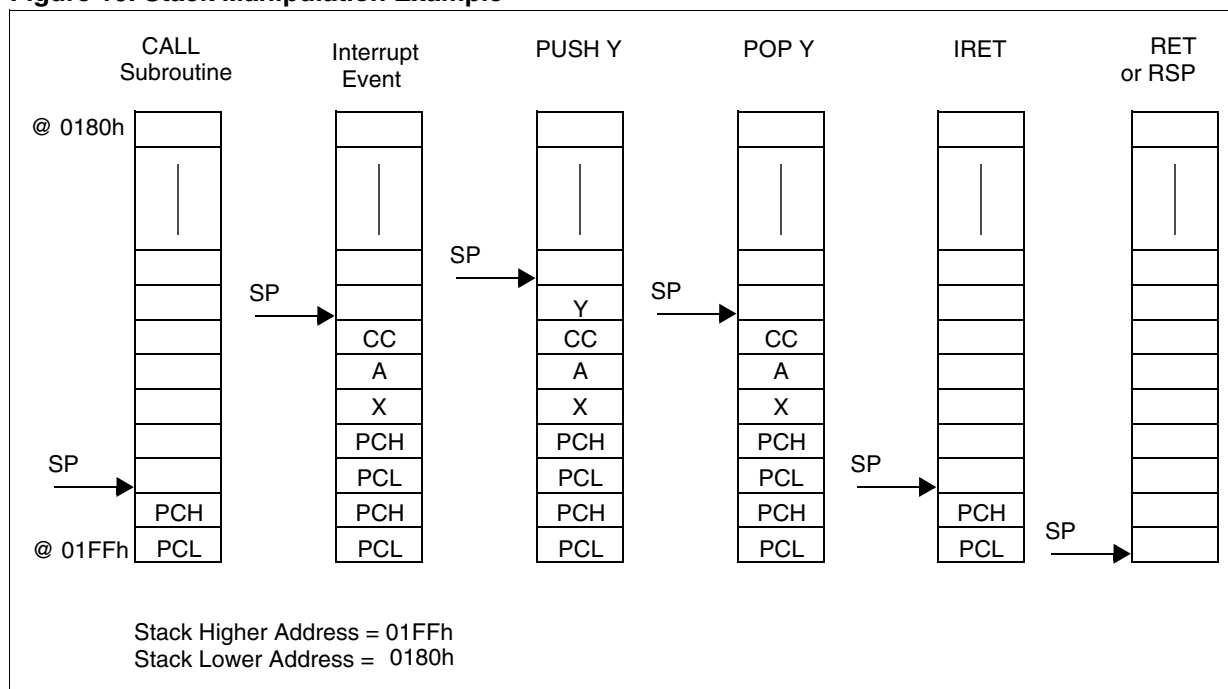 Figure Stack Manipulation Example
CALL
Subroutine
Interrupt
Event
PUSH Y
POP Y
IRET
RET
or RSP
@ 0180h
SP
SP
SP
SP
SP
SP
Y
CC
CC
CC
A
A
A
X
X
X
PCH
PCH
PCH
PCL
PCL
PCL
PCH
PCH
PCH
PCH
PCH
@ 01FFh
PCL
PCL
PCL
PCL
PCL
Stack Higher Address = 01FFh
Stack Lower Address = 0180h